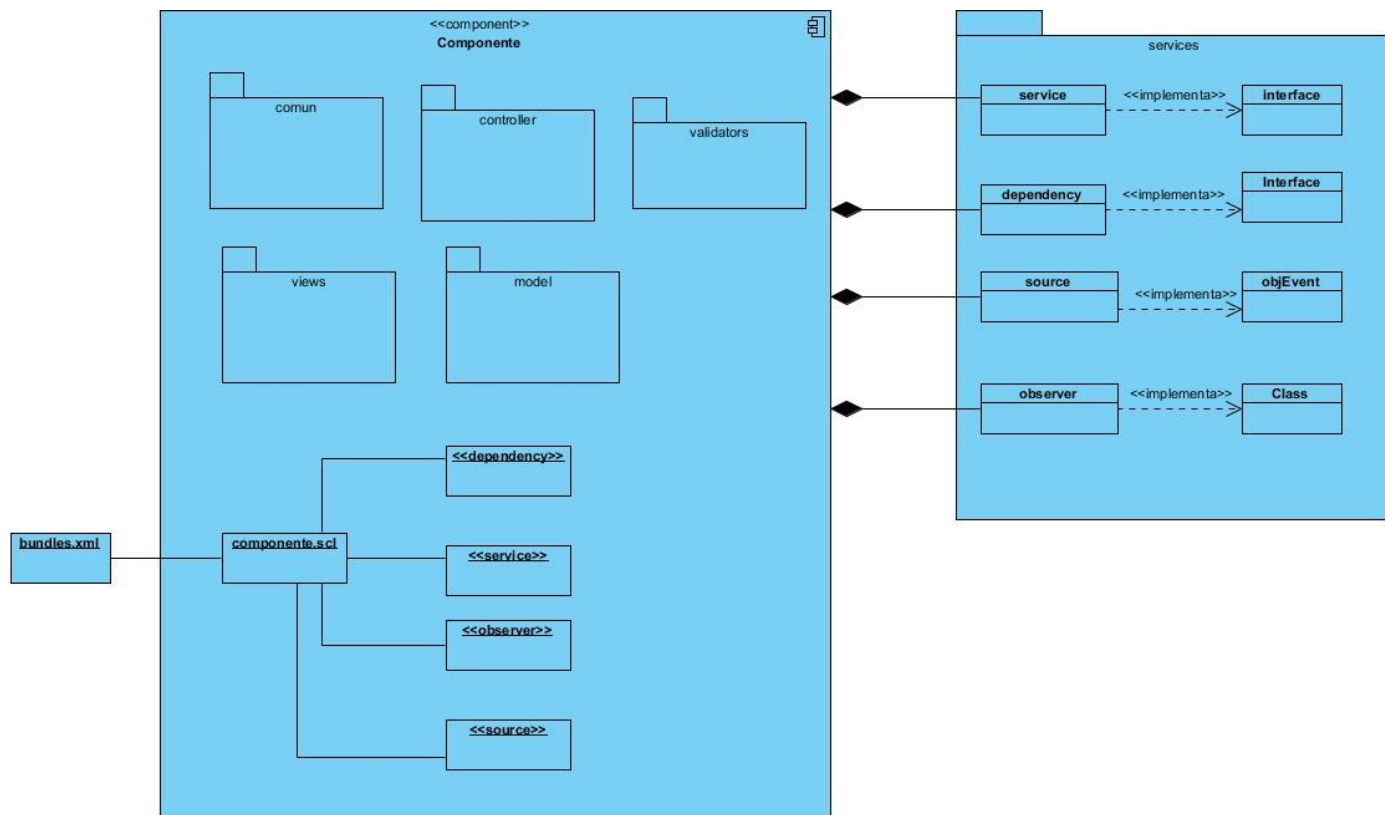 <<component>>
Componente
comun
controller
validators
views
model
<<dependency>>
bundles.xml
componente.scl
<<service>>
<<observer>>
<<source>>
services
service
<<implementa>>
interface
dependency
<<implementa>>
Interface
source
<<implementa>>
objEvent
observer
<<implementa>>
Class